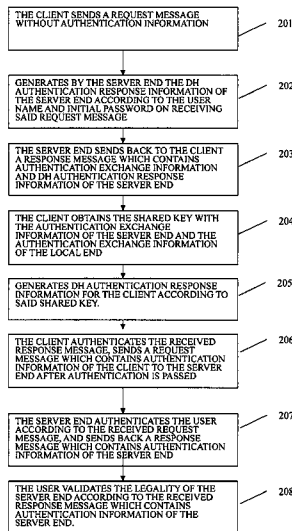 THE CLIENT SENDS A REQUEST MESSAGE
WITHOUT AUTHENTICATION INFORMATION
201
GENERATES BY THE SERVER END THE DH
AUTHENTICATION RESPONSE INFORMATION
OF THE SERVER END ACCORDING TO THE USER
NAME AND INITIAL PASSWORD ON RECEIVING
SAID REQUEST MESSAGE
202
THE SERVER END SENDS BACK TO THE CLIENT
A RESPONSE MESSAGE WHICH CONTAINS
AUTHENTICATION EXCHANGE INFORMATION
AND DH AUTHENTICATION RESPONSE
INFORMATION OF THE SERVER END
203
THE CLIENT OBTAINS THE SHARED KEY WITH
THE AUTHENTICATION EXCHANGE
INFORMATION OF THE SERVER END AND THE
AUTHENTICATION EXCHANGE INFORMATION
OF THE LOCAL END
204
GENERATES DH AUTHENTICATION RESPONSE
INFORMATION FOR THE CLIENT ACCORDING TO
SAID SHARED KEY.
205
THE CLIENT AUTHENTICATES THE RECEIVED
RESPONSE MESSAGE, SENDS A REQUEST
MESSAGE WHICH CONTAINS AUTHENTICATION
INFORMATION OF THE CLIENT TO THE SERVER
END AFTER AUTHENTICATION IS PASSED
206
THE SERVER END AUTHENTICATES THE USER
ACCORDING TO THE RECEIVED REQUEST
MESSAGE, AND SENDS BACK A RESPONSE
MESSAGE WHICH CONTAINS AUTHENTICATION
INFORMATION OF THE SERVER END
207
THE USER VALIDATES THE LEGALITY OF THE
SERVER END ACCORDING TO THE RECEIVED
RESPONSE MESSAGE WHICH CONTAINS
AUTHENTICATION INFORMATION OF THE
SERVER END.
208